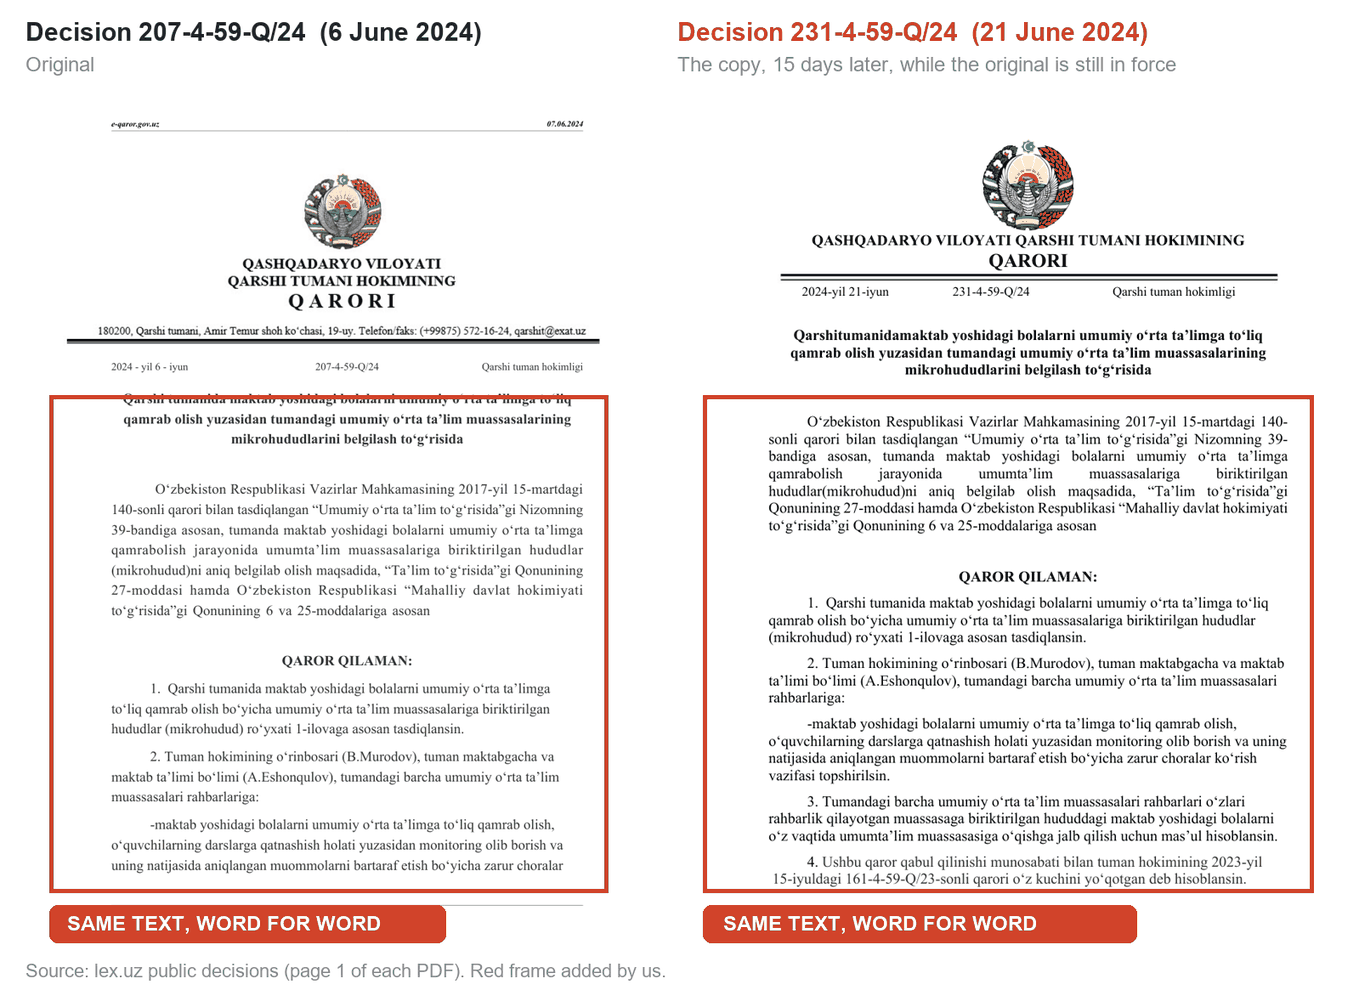 Decision 207-4-59-Q/24 (6 June 2024)
Original
e-qaror.gov.uz 07.06.2024
QASHQADARYO VILOYATI
QARSHI TUMANI HOKIMINING
QARORI
180200, Qarshi tumani, Amir Temur shoh ko‘chasi, 19-uy. Telefon/faks: (+99875) 572-16-24, qarshit@exat.uz
2024 - yil 6 - iyun 207-4-59-Q/24 Qarshi tuman hokimligi
Qarshi tumanida maktab yoshidagi bolalarni umumiy o‘rta ta’limga to‘liq
qamrab olish yuzasidan tumandagi umumiy o‘rta ta’lim muassasalarining
mikrohududlarini belgilash to‘g‘risida
O‘zbekiston Respublikasi Vazirlar Mahkamasining 2017-yil 15-martdagi
140-sonli qarori bilan tasdiqlangan “Umumiy o‘rta ta’lim to‘g‘risida”gi Nizomning
39-bandiga asosan, tumanda maktab yoshidagi bolalarni umumiy o‘rta ta’limga
qamrabolish jarayonida umumta’lim muassasalariga biriktirilgan hududlar
(mikrohudud)ni aniq belgilab olish maqsadida, “Ta’lim to‘g‘risida”gi Qonunining
27-moddasi hamda O‘zbekiston Respublikasi “Mahalliy davlat hokimiyati
to‘g‘risida”gi Qonunining 6 va 25-moddalariga asosan
QAROR QILAMAN:
1. Qarshi tumanida maktab yoshidagi bolalarni umumiy o‘rta ta’limga
to‘liq qamrab olish bo‘yicha umumiy o‘rta ta’lim muassasalariga biriktirilgan
hududlar (mikrohudud) ro‘yxati 1-ilovaga asosan tasdiqlansin.
2. Tuman hokimining o‘rinbosari (B.Murodov), tuman maktabgacha va
maktab ta’limi bo‘limi (A.Eshonqulov), tumandagi barcha umumiy o‘rta ta’lim
muassasalari rahbarlariga:
-maktab yoshidagi bolalarni umumiy o‘rta ta’limga to‘liq qamrab olish,
o‘quvchilarning darslarga qatnashish holati yuzasidan monitoring olib borish va
uning natijasida aniqlangan muommolarni bartaraf etish bo‘yicha zarur choralar
SAME TEXT, WORD FOR WORD
Decision 231-4-59-Q/24 (21 June 2024)
The copy, 15 days later, while the original is still in force
QASHQADARYO VILOYATI QARSHI TUMANI HOKIMINING
QARORI
2024-yil 21-iyun 231-4-59-Q/24 Qarshi tuman hokimligi
Qarshitumanidamaktab yoshidagi bolalarni umumiy o‘rta ta’limga to‘liq
qamrab olish yuzasidan tumandagi umumiy o‘rta ta’lim muassasalarining
mikrohududlarini belgilash to‘g‘risida
O‘zbekiston Respublikasi Vazirlar Mahkamasining 2017-yil 15-martdagi 140-
sonli qarori bilan tasdiqlangan “Umumiy o‘rta ta’lim to‘g‘risida”gi Nizomning 39-
bandiga asosan, tumanda maktab yoshidagi bolalarni umumiy o‘rta ta’limga
qamrabolish jarayonida umumta’lim muassasalariga biriktirilgan
hududlar(mikrohudud)ni aniq belgilab olish maqsadida, “Ta’lim to‘g‘risida”gi
Qonunining 27-moddasi hamda O‘zbekiston Respublikasi “Mahalliy davlat hokimiyati
to‘g‘risida”gi Qonunining 6 va 25-moddalariga asosan
QAROR QILAMAN:
1. Qarshi tumanida maktab yoshidagi bolalarni umumiy o‘rta ta’limga to‘liq
qamrab olish bo‘yicha umumiy o‘rta ta’lim muassasalariga biriktirilgan hududlar
(mikrohudud) ro‘yxati 1-ilovaga asosan tasdiqlansin.
2. Tuman hokimining o‘rinbosari (B.Murodov), tuman maktabgacha va maktab
ta’limi bo‘limi (A.Eshonqulov), tumandagi barcha umumiy o‘rta ta’lim muassasalari
rahbarlariga:
-maktab yoshidagi bolalarni umumiy o‘rta ta’limga to‘liq qamrab olish,
o‘quvchilarning darslarga qatnashish holati yuzasidan monitoring olib borish va uning
natijasida aniqlangan muommolarni bartaraf etish bo‘yicha zarur choralar ko‘rish
vazifasi topshirilsin.
3. Tumandagi barcha umumiy o‘rta ta’lim muassasalari rahbarlari o‘zlari
rahbarlik qilayotgan muassasaga biriktirilgan hududdagi maktab yoshidagi bolalarni
o‘z vaqtida umumta’lim muassasasiga o‘qishga jalb qilish uchun mas’ul hisoblansin.
4. Ushbu qaror qabul qilinishi munosabati bilan tuman hokimining 2023-yil
15-iyuldagi 161-4-59-Q/23-sonli qarori o‘z kuchini yo‘qotgan deb hisoblansin.
SAME TEXT, WORD FOR WORD
Source: lex.uz public decisions (page 1 of each PDF). Red frame added by us.